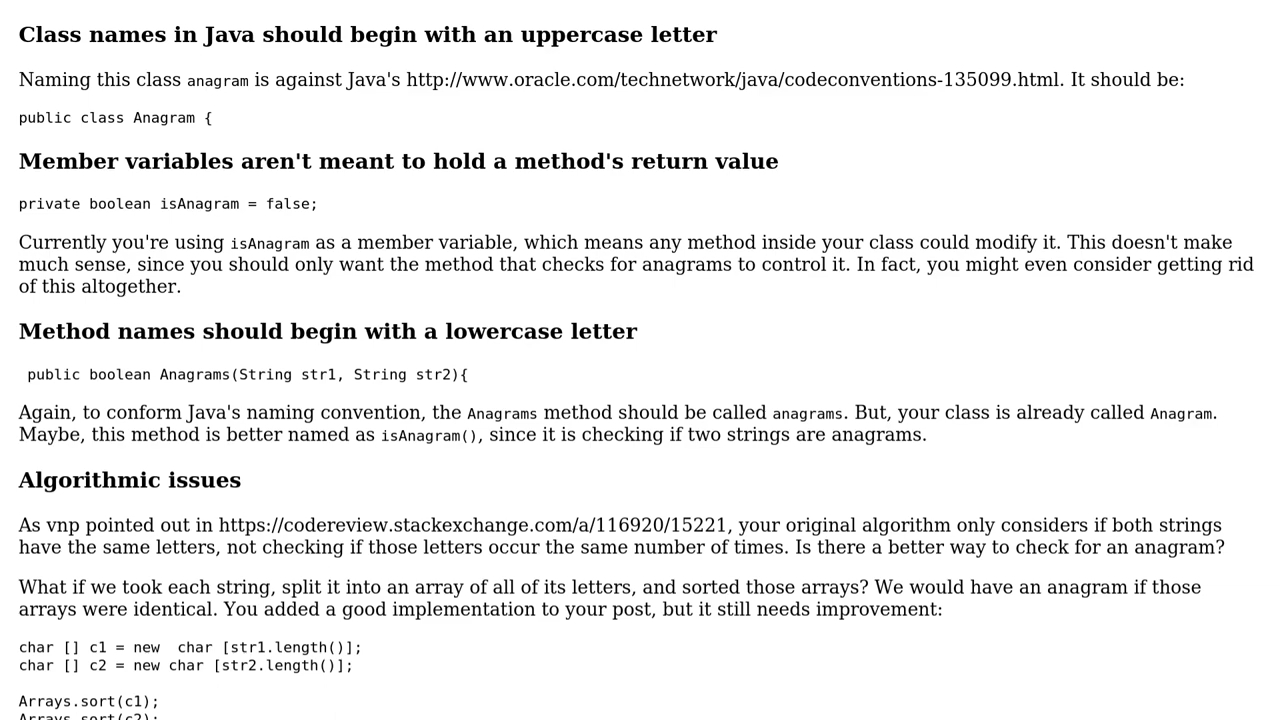 Class names in Java should begin with an uppercase letter
Naming this class anagram is against Java's http://www.oracle.com/technetwork/java/codeconventions-135099.html. It should be:
public class Anagram {
Member variables aren't meant to hold a method's return value
private boolean isAnagram = false;
Currently you're using isAnagram as a member variable, which means any method inside your class could modify it. This doesn't make
much sense, since you should only want the method that checks for anagrams to control it. In fact, you might even consider getting rid
of this altogether.
Method names should begin with a lowercase letter
public boolean Anagrams(String str1, String str2){
Again, to conform Java's naming convention, the Anagrams method should be called anagrams. But, your class is already called Anagram.
Maybe, this method is better named as isAnagram(), since it is checking if two strings are anagrams.
Algorithmic issues
As vnp pointed out in https://codereview.stackexchange.com/a/116920/15221, your original algorithm only considers if both strings
have the same letters, not checking if those letters occur the same number of times. Is there a better way to check for an anagram?
What if we took each string, split it into an array of all of its letters, and sorted those arrays? We would have an anagram if those
arrays were identical. You added a good implementation to your post, but it still needs improvement:
char [] c1 = new  char [str1.length()];
char [] c2 = new char [str2.length()];
Arrays.sort(c1);
Arrays.sort(c2);